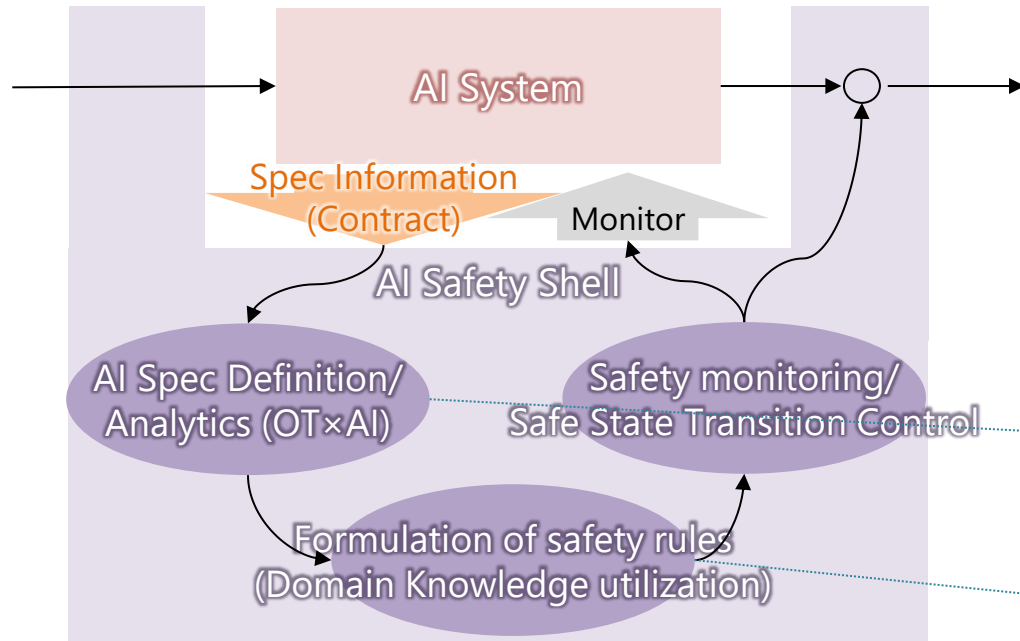 AI System
Spec Information
(Contract)
Monitor
AI Safety Shell
AI Spec Definition/
Analytics (OT×AI)
Safety monitoring/
Safe State Transition Control
Formulation of safety rules
(Domain Knowledge utilization)